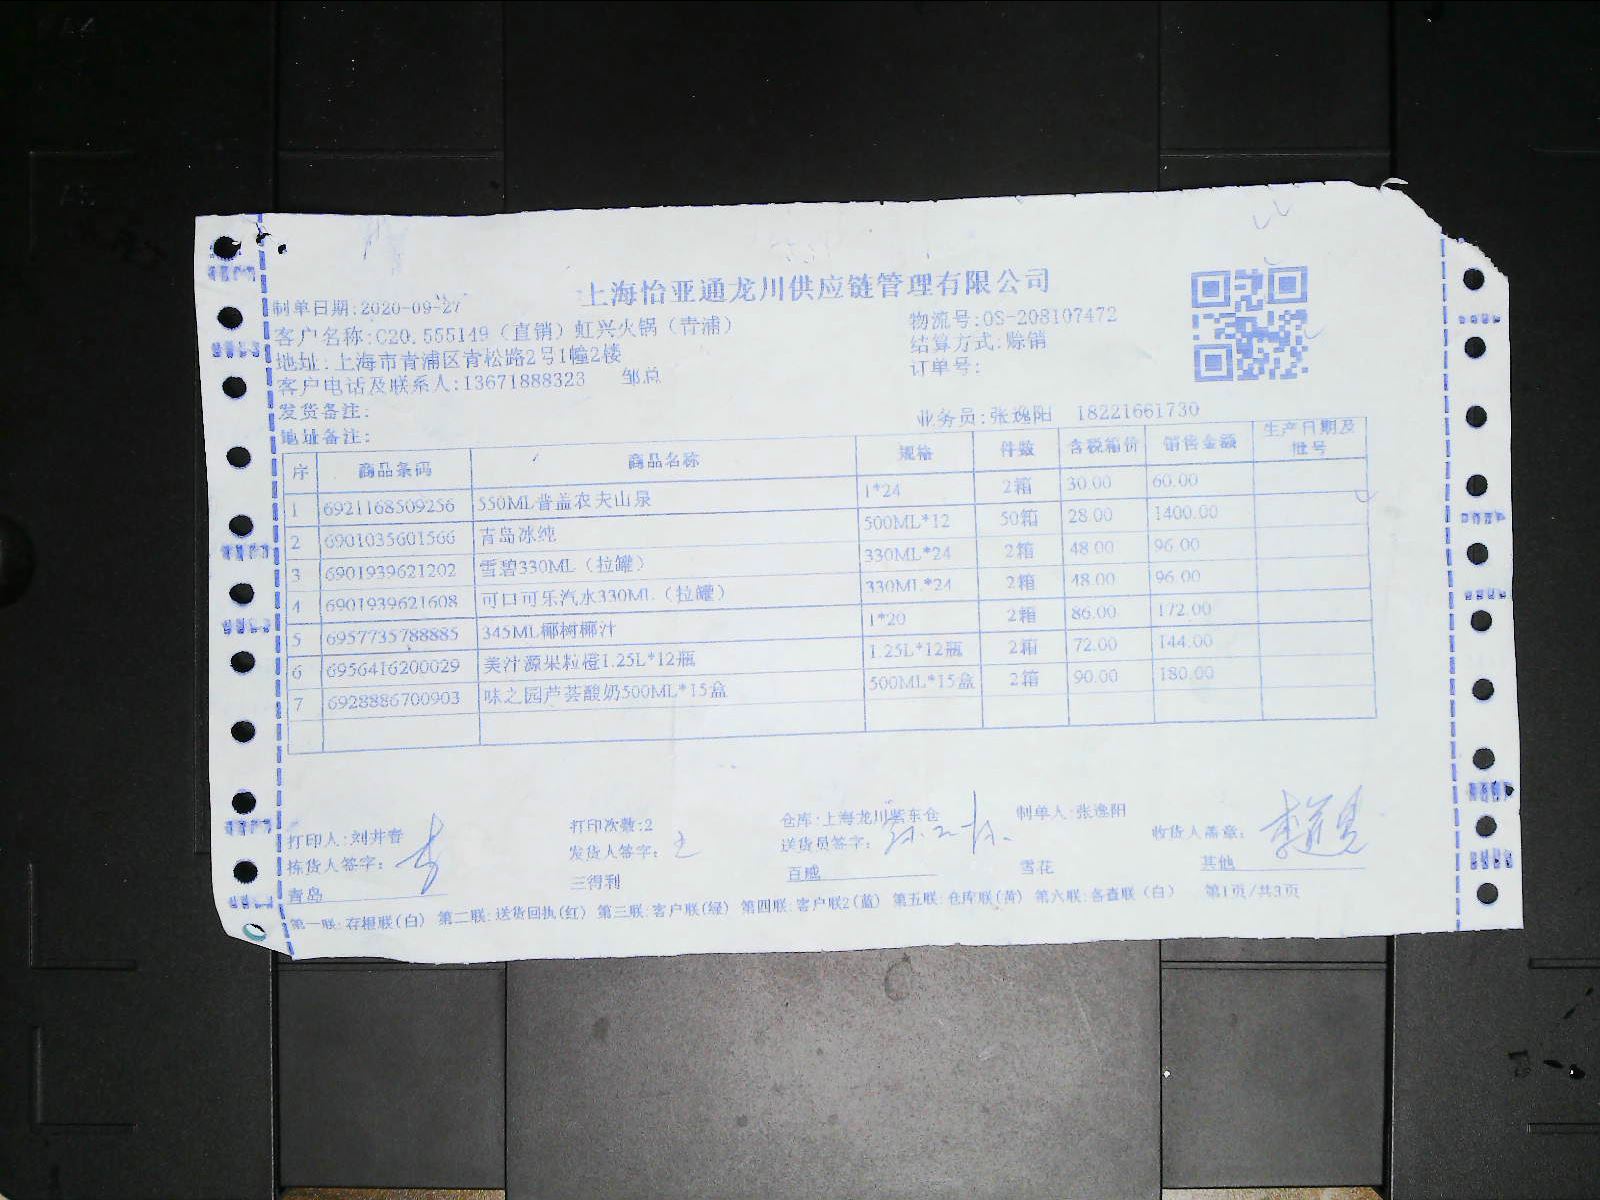 上海怡亚通龙川供应链管理有限公司
制单日期:2020-09-27
客户名称:C20.555149（直销）虹兴火锅（青浦） 物流号:OS-208107472
地址:上海市青浦区青松路2号1幢2楼 结算方式:赊销
客户电话及联系人:13671888323 邹总 订单号:
发货备注: 业务员:张逸阳 18221661730
地址备注:
序 商品条码 商品名称 规格 件数 含税箱价 销售金额 生产日期及批号
1 6921168509256 550ML普盖农夫山泉 1*24 2箱 30.00 60.00
2 6901035601566 青岛冰纯 500ML*12 50箱 28.00 1400.00
3 6901939621202 雪碧330ML（拉罐） 330ML*24 2箱 48.00 96.00
4 6901939621608 可口可乐汽水330ML（拉罐） 330ML*24 2箱 48.00 96.00
5 6957735788885 345ML椰树椰汁 1*20 2箱 86.00 172.00
6 6956416200029 美汁源果粒橙1.25L*12瓶 1.25L*12瓶 2箱 72.00 144.00
7 6928886700903 味之园芦荟酸奶500ML*15盒 500ML*15盒 2箱 90.00 180.00
打印人:刘井香 打印次数:2 仓库:上海龙川紫东仓 制单人:张逸阳
拣货人签字: 发货人签字: 送货员签字: 收货人盖章:
青岛 三得利 百威 雪花 其他
第一联:存根联(白) 第二联:送货回执(红) 第三联:客户联(绿) 第四联:客户联2(蓝) 第五联:仓库联(黄) 第六联:备查联(白) 第1页/共3页